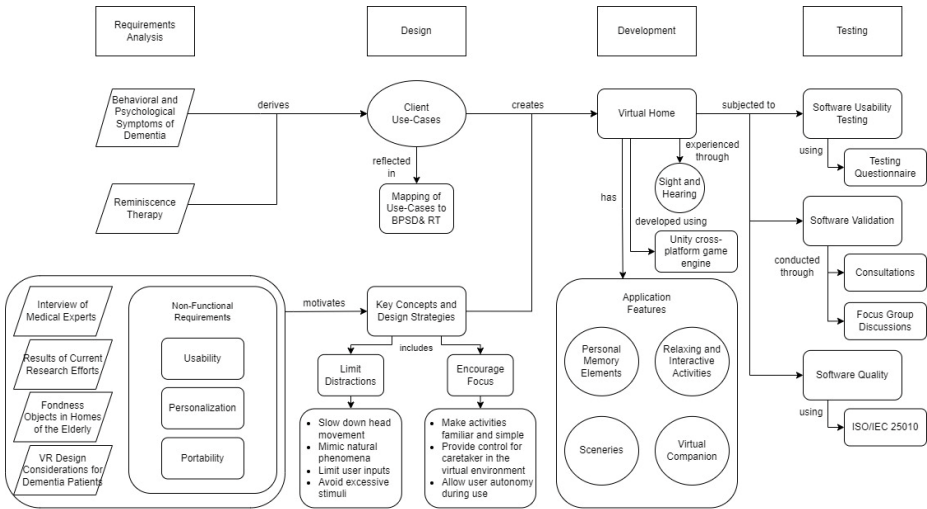 Requirements
Analysis
Design
Development
Testing
Behavioral and
Psychological
Symptoms of
Dementia
derives
Client
Use-Cases
creates
Virtual Home
subjected to
Software Usability
Testing
using
Testing
Questionnaire
experienced
through
Sight and
Hearing
reflected
in
Mapping of
Use-Cases to
BPSD& RT
Reminiscence
Therapy
has
developed using
Unity cross-
platform game
engine
Software Validation
conducted
through
Consultations
Focus Group
Discussions
Interview of
Medical Experts
Results of Current
Research Efforts
Fondness
Objects in Homes
of the Elderly
VR Design
Considerations for
Dementia Patients
Non-Functional
Requirements
Usability
Personalization
Portability
motivates
Key Concepts and
Design Strategies
includes
Limit
Distractions
Encourage
Focus
• Slow down head
movement
• Mimic natural
phenomena
• Limit user inputs
• Avoid excessive
stimuli
• Make activities
familiar and simple
• Provide control for
caretaker in the
virtual environment
• Allow user autonomy
during use
Application
Features
Personal
Memory
Elements
Relaxing and
Interactive
Activities
Sceneries
Virtual
Companion
Software Quality
using
ISO/IEC 25010